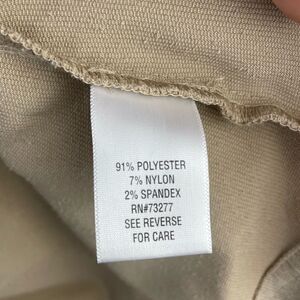 91% POLYESTER
7% NYLON
2% SPANDEX
RN#73277
SEE REVERSE
FOR CARE